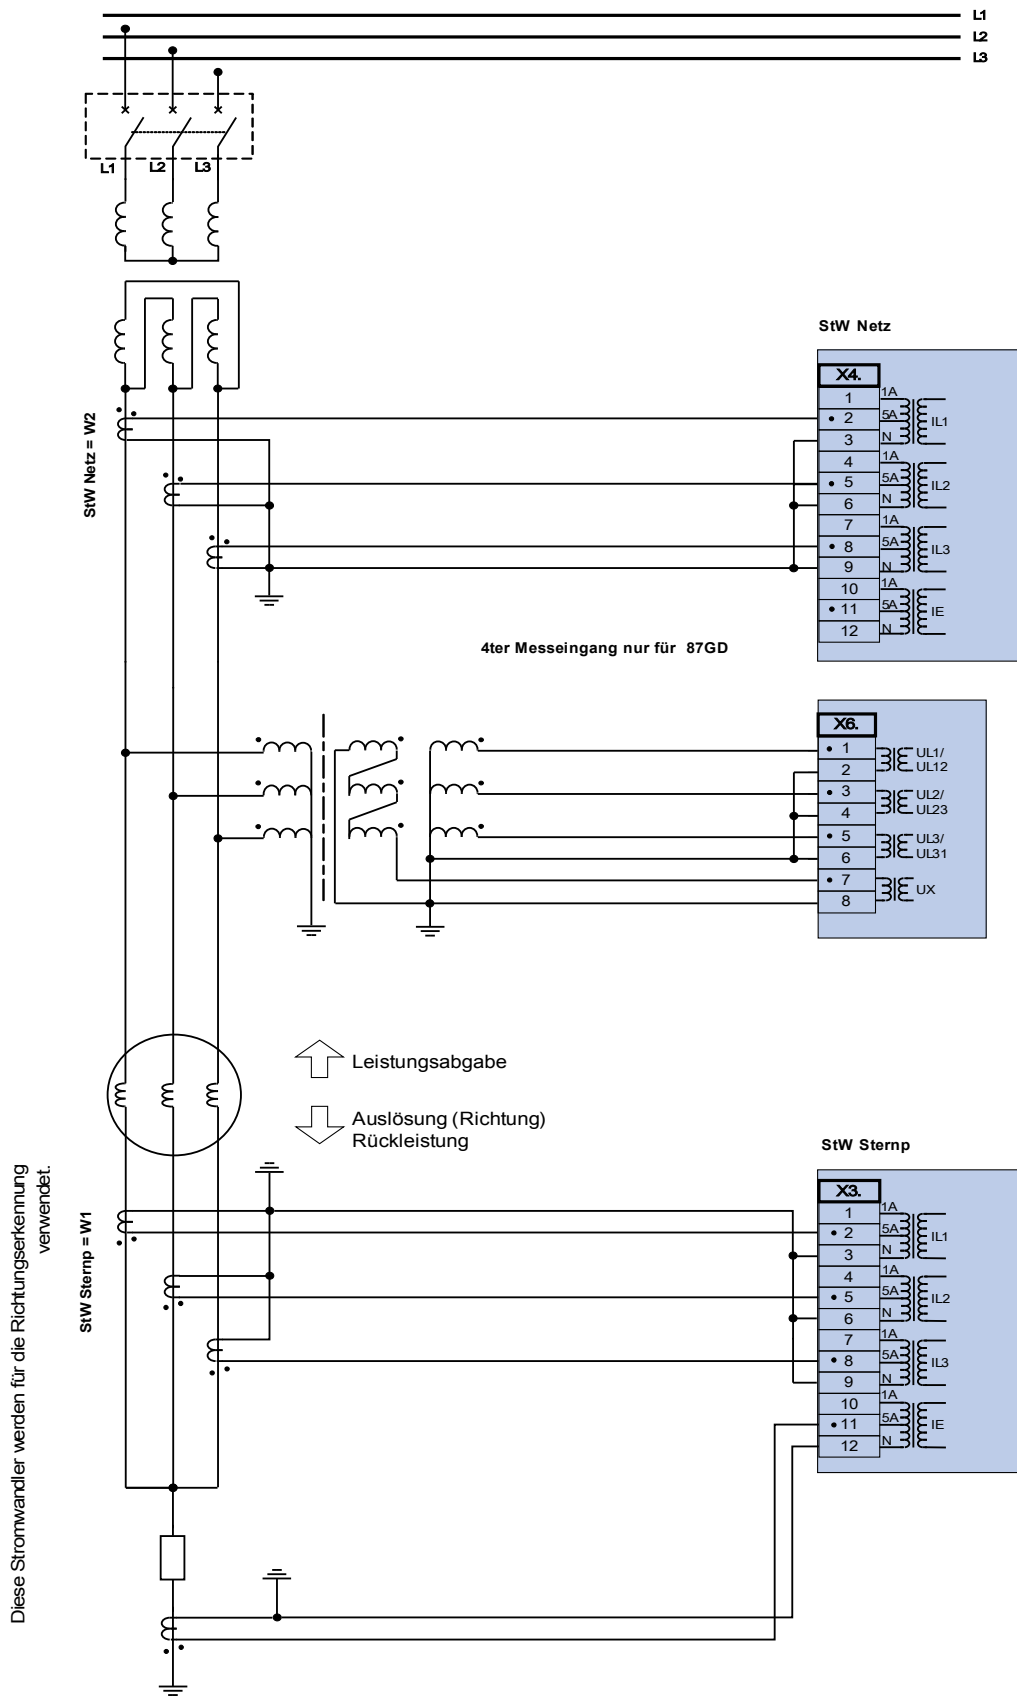 L1
L2
L3
L1 L2 L3
StW Netz = W2
StW Netz
X4.
1 1A
2 5A IL1
3 N
4 1A
5 5A IL2
6 N
7 1A
8 5A IL3
9 N
10 1A
11 5A IE
12 N
4ter Messeingang nur für 87GD
X6.
1 UL1/
2 UL12
3 UL2/
4 UL23
5 UL3/
6 UL31
7 UX
8
Leistungsabgabe
Auslösung (Richtung)
Rückleistung
Diese Stromwandler werden für die Richtungserkennung
verwendet.
StW Sternp = W1
StW Sternp
X3.
1 1A
2 5A IL1
3 N
4 1A
5 5A IL2
6 N
7 1A
8 5A IL3
9 N
10 1A
11 5A IE
12 N